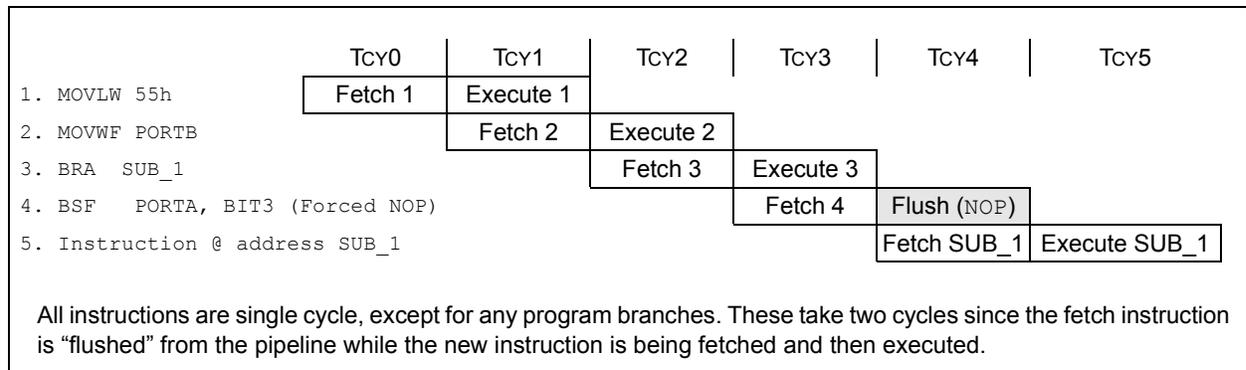 TCY0 TCY1 TCY2 TCY3 TCY4 TCY5
1. MOVLW 55h Fetch 1 Execute 1
2. MOVWF PORTB Fetch 2 Execute 2
3. BRA SUB_1 Fetch 3 Execute 3
4. BSF PORTA, BIT3 (Forced NOP) Fetch 4 Flush (NOP)
5. Instruction @ address SUB_1 Fetch SUB_1 Execute SUB_1
All instructions are single cycle, except for any program branches. These take two cycles since the fetch instruction
is “flushed” from the pipeline while the new instruction is being fetched and then executed.